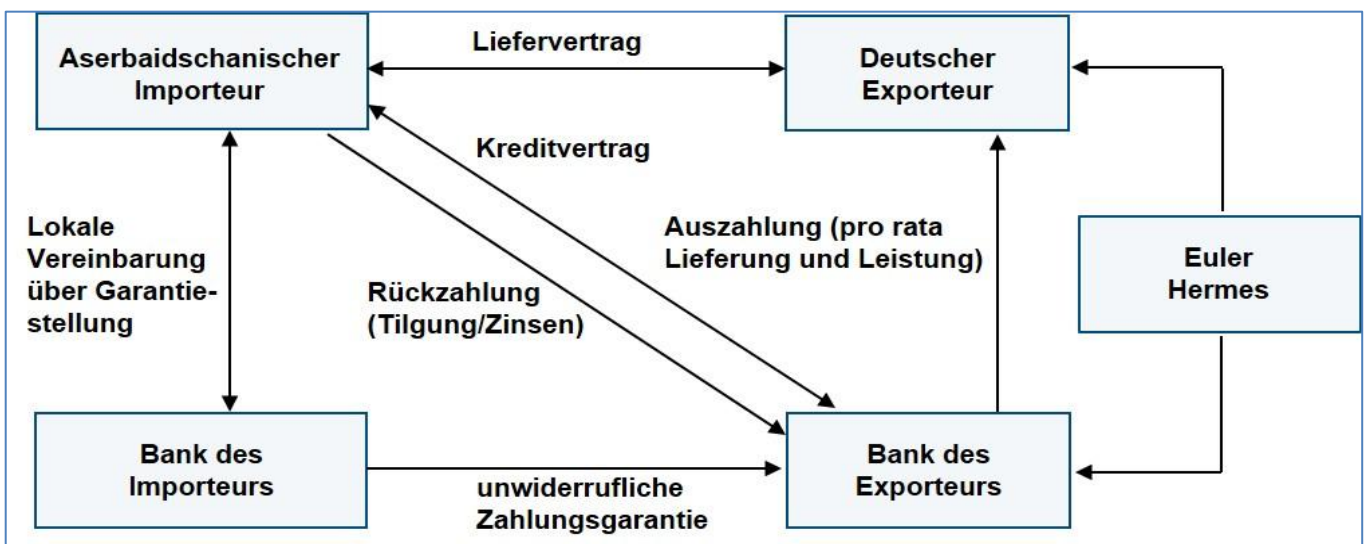 Aserbaidschanischer
Importeur
Liefervertrag
Deutscher
Exporteur
Kreditvertrag
Lokale
Vereinbarung
über Garantie-
stellung
Auszahlung (pro rata
Lieferung und Leistung)
Euler
Hermes
Rückzahlung
(Tilgung/Zinsen)
Bank des
Importeurs
unwiderrufliche
Zahlungsgarantie
Bank des
Exporteurs